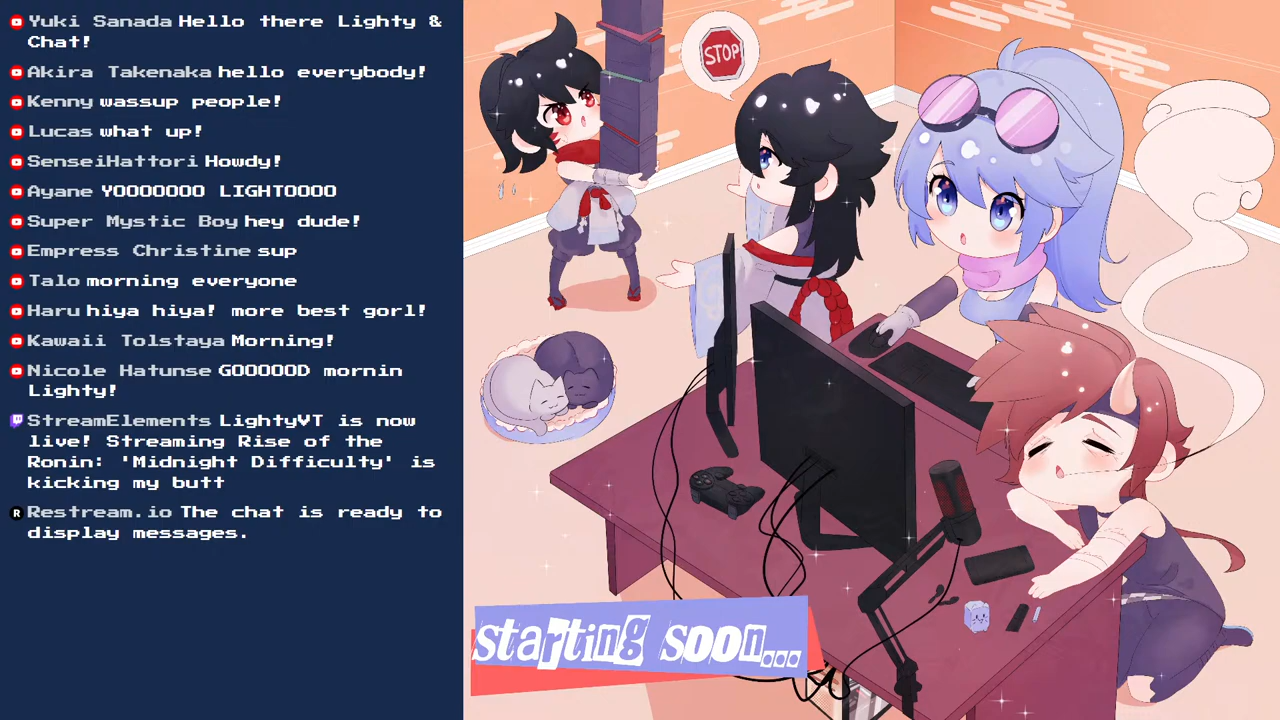 Yuki Sanada Hello there Lighty &
Chat!
Akira Takenaka hello everybody!
Kenny wassup people!
Lucas what up!
SenseiHattori Howdy!
Ayane YOOOOOOO LIGHTOOOO
Super Mystic Boy hey dude!
Empress Christine sup
Talo morning everyone
Haru hiya hiya! more best gorl!
Kawaii Tolstaya Morning!
Nicole Hatunse GOOOOOD mornin
Lighty!
StreamElements LightyVT is now
live! Streaming Rise of the
Ronin: 'Midnight Difficulty' is
kicking my butt
R Restream.io The chat is ready to
display messages.
STOP
starting soon...